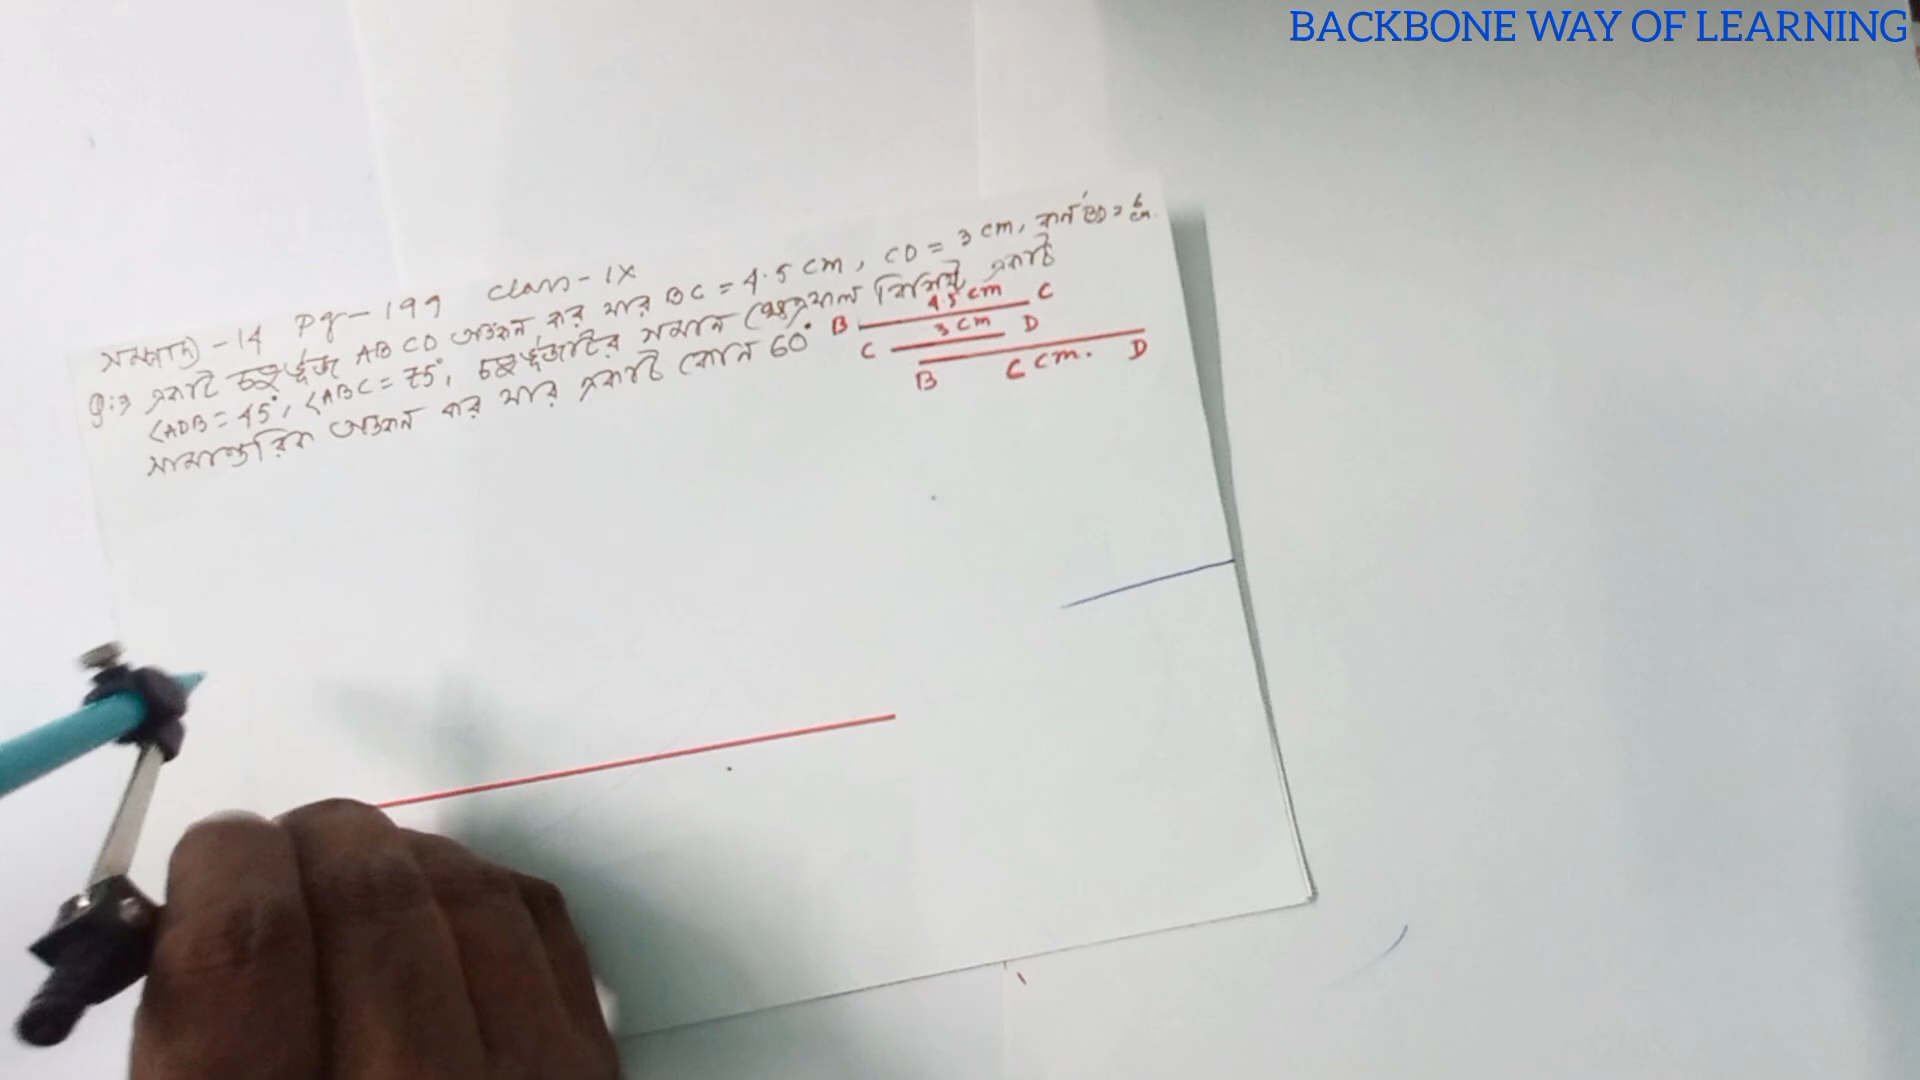 BACKBONE WAY OF LEARNING
সম্পাদ্য - 14 Pg - 199 Class - IX
Q:→ একটি চতুর্ভুজ ABCD অঙ্কন কর যার BC = 4.5 cm, CD = 3 cm, কর্ন BD = 6 cm.
∠ADB = 45°, ∠ABC = 75°, চতুর্ভুজটির সমান ক্ষেত্রফল বিশিষ্ট একটি
সামান্তরিক অঙ্কন কর যার একটি কোন 60°
B 4.5 cm C
C 3 cm D
B C cm. D